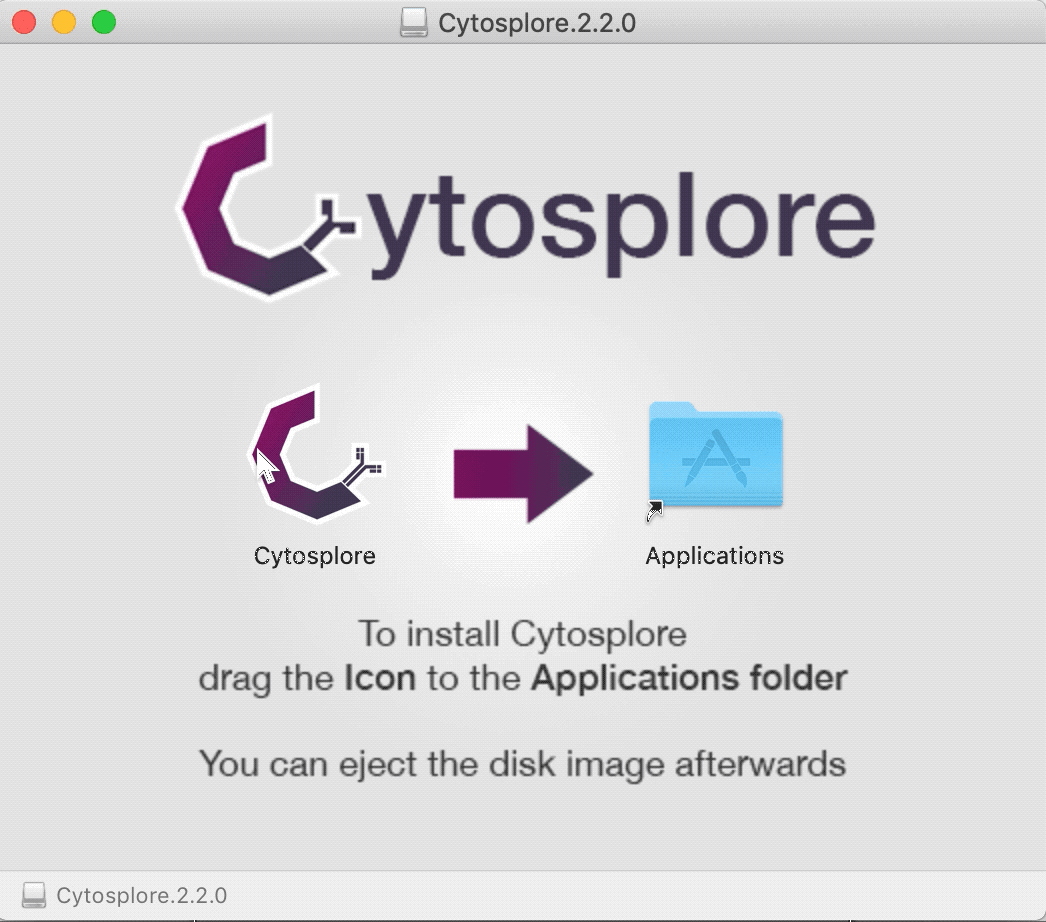 Cytosplore.2.2.0
Cytosplore
Cytosplore
Applications
To install Cytosplore
drag the Icon to the Applications folder
You can eject the disk image afterwards
Cytosplore.2.2.0